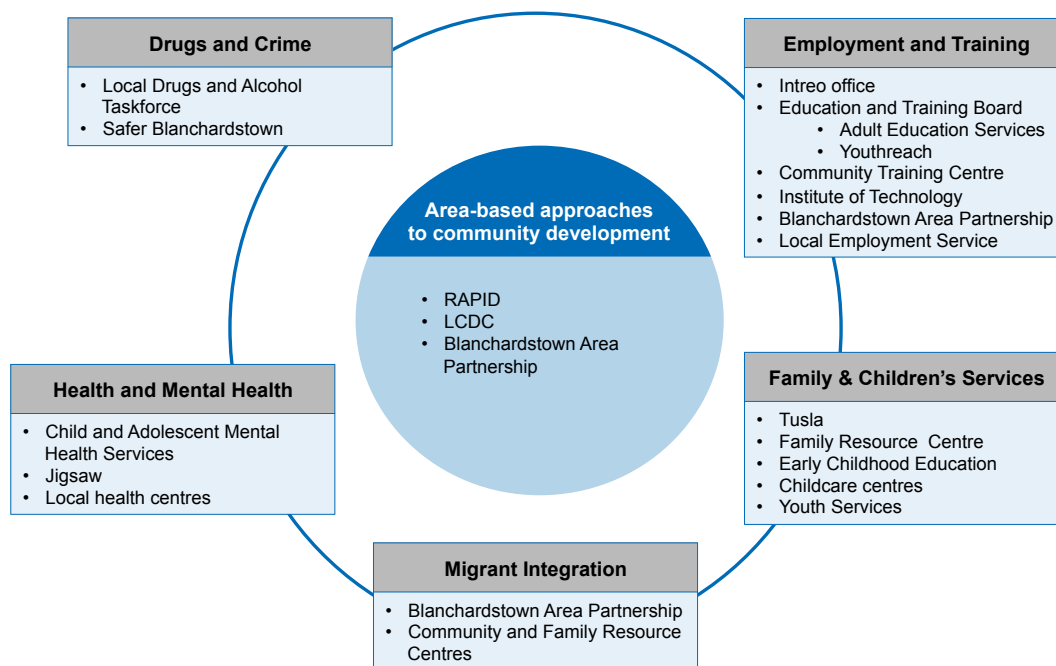 Drugs and Crime
• Local Drugs and Alcohol
Taskforce
• Safer Blanchardstown
Employment and Training
• Intreo office
• Education and Training Board
• Adult Education Services
• Youthreach
• Community Training Centre
• Institute of Technology
• Blanchardstown Area Partnership
• Local Employment Service
Area-based approaches
to community development
• RAPID
• LCDC
• Blanchardstown Area
Partnership
Health and Mental Health
• Child and Adolescent Mental
Health Services
• Jigsaw
• Local health centres
Family & Children’s Services
• Tusla
• Family Resource Centre
• Early Childhood Education
• Childcare centres
• Youth Services
Migrant Integration
• Blanchardstown Area Partnership
• Community and Family Resource
Centres